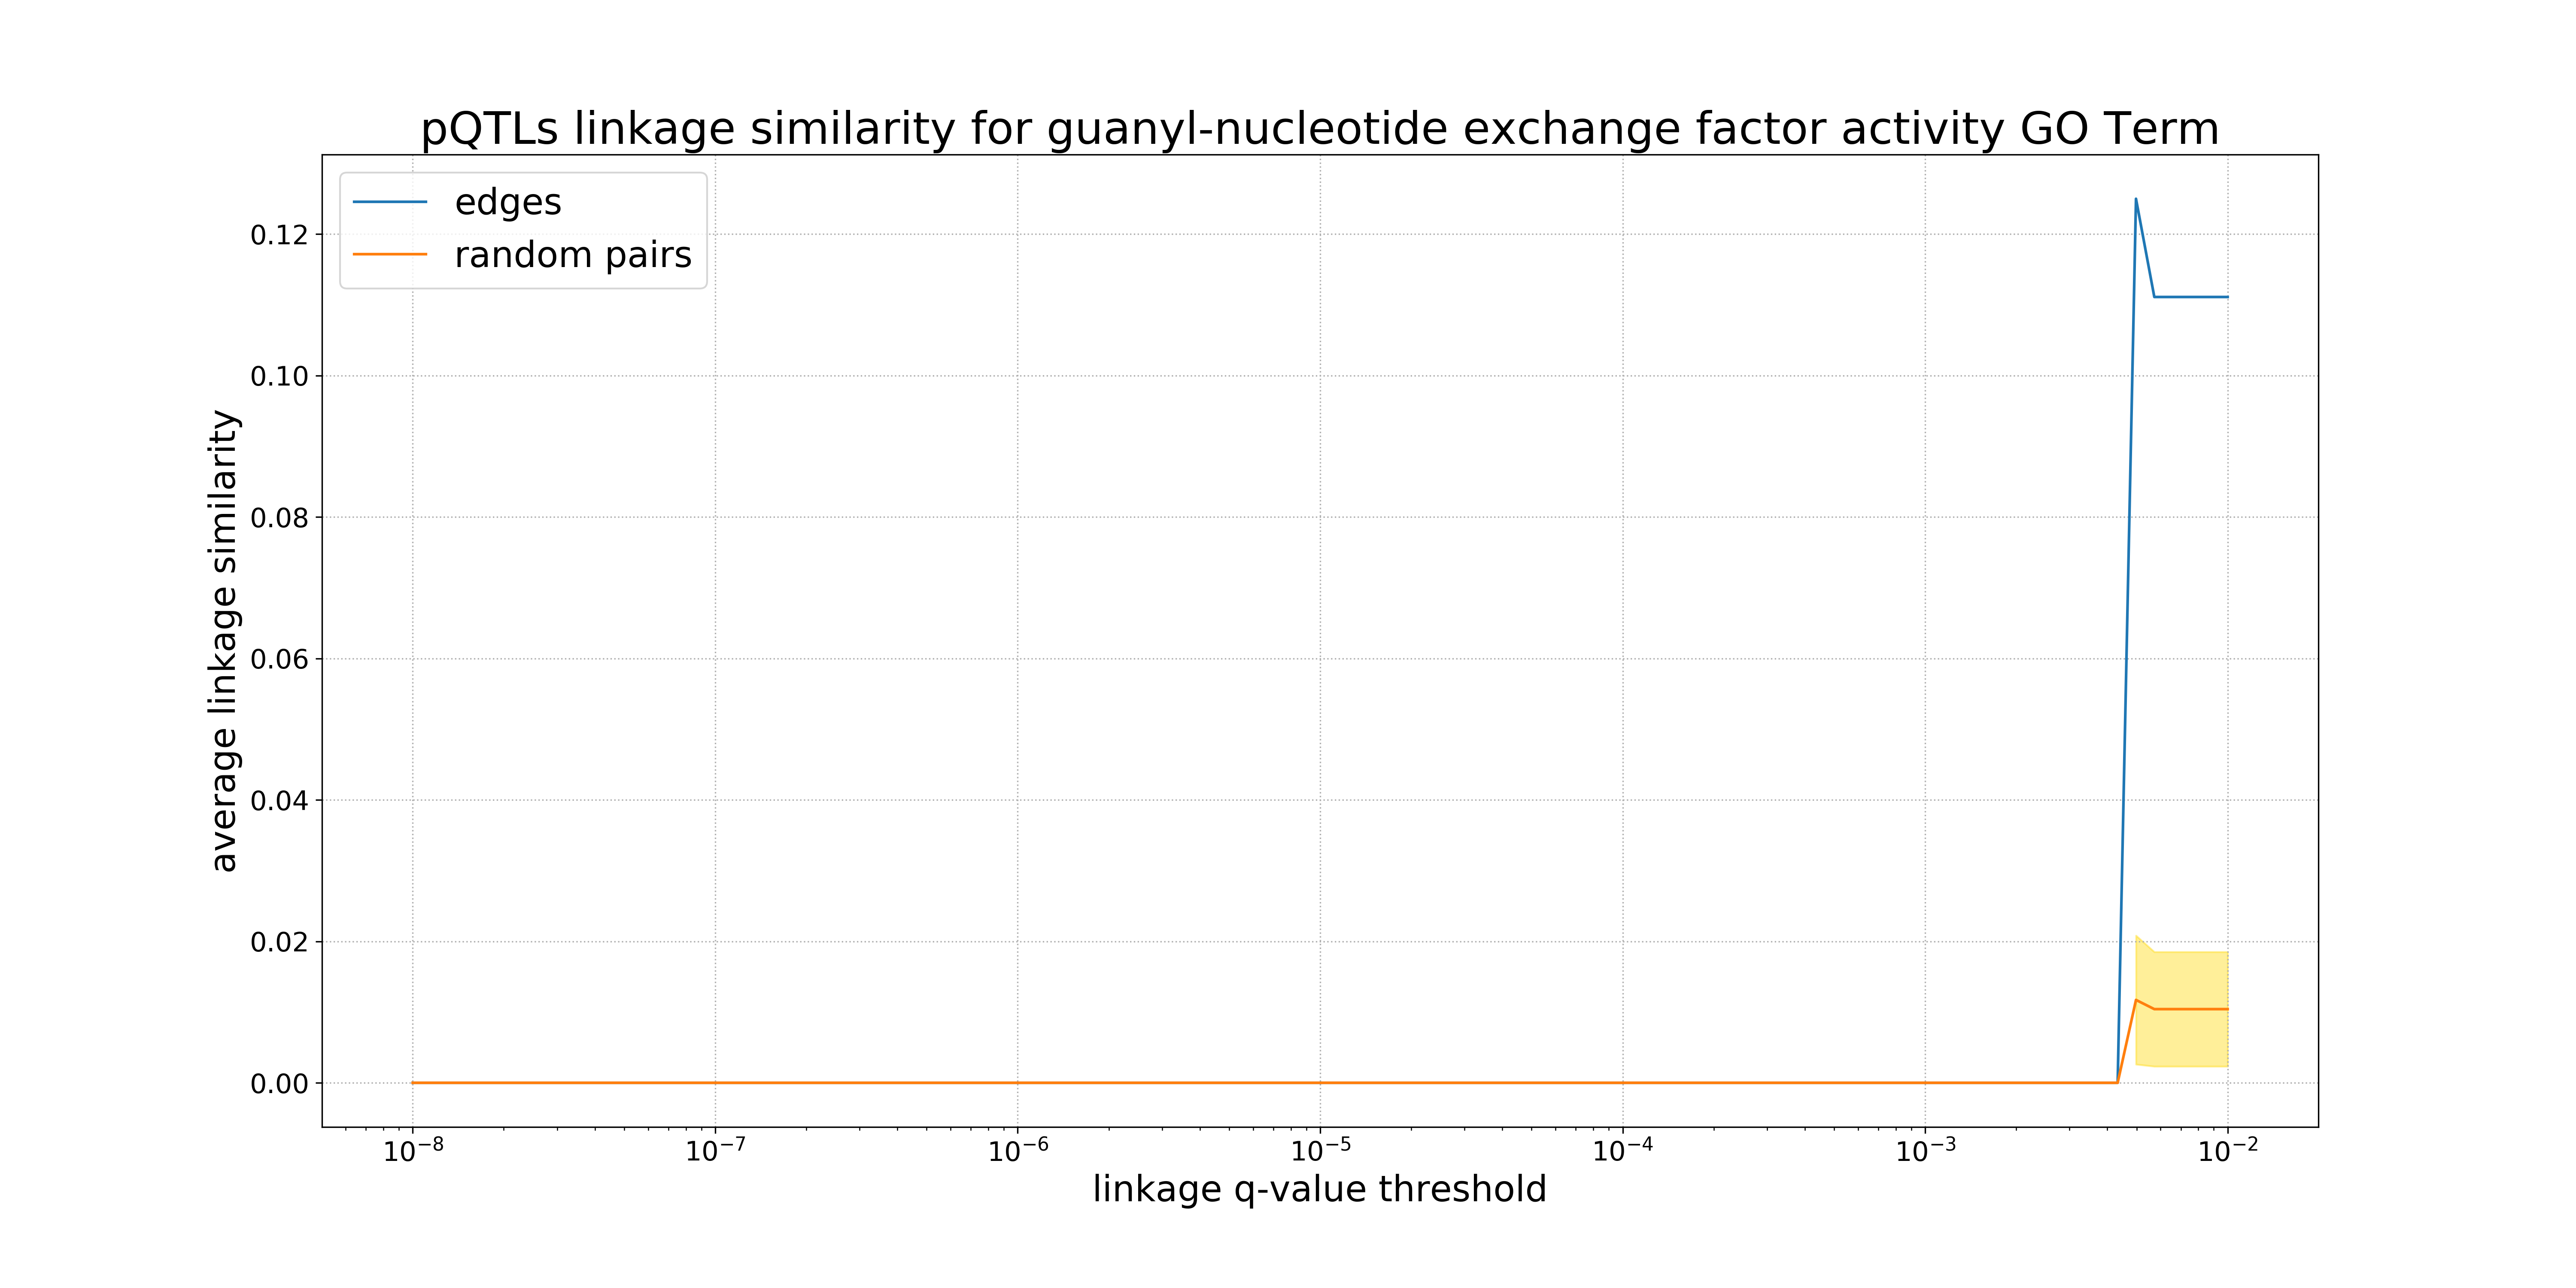 pQTLs linkage similarity for guanyl-nucleotide exchange factor activity GO Term
edges
random pairs
0.12
0.10
0.08
0.06
0.04
0.02
0.00
average linkage similarity
10⁻⁸ 10⁻⁷ 10⁻⁶ 10⁻⁵ 10⁻⁴ 10⁻³ 10⁻²
linkage q-value threshold